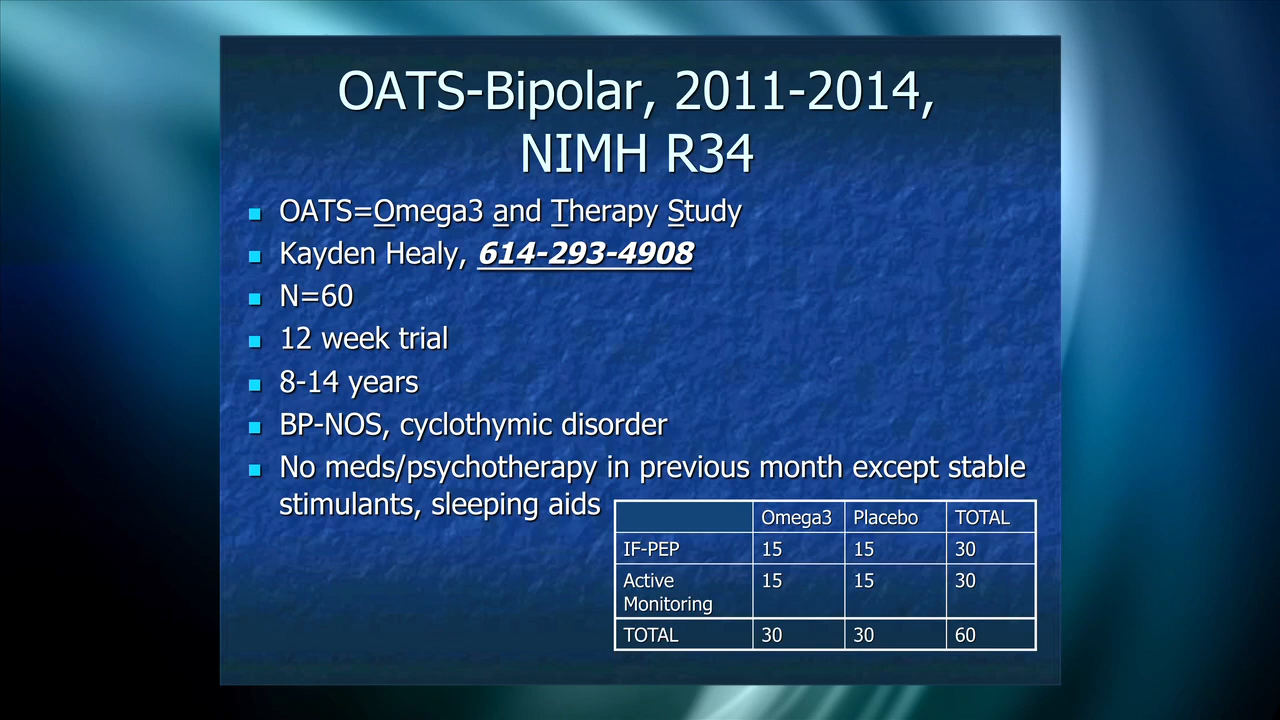 OATS-Bipolar, 2011-2014,
NIMH R34
OATS=Omega3 and Therapy Study
Kayden Healy, 614-293-4908
N=60
12 week trial
8-14 years
BP-NOS, cyclothymic disorder
No meds/psychotherapy in previous month except stable
stimulants, sleeping aids
Omega3 Placebo TOTAL
IF-PEP 15 15 30
Active 15 15 30
Monitoring
TOTAL 30 30 60